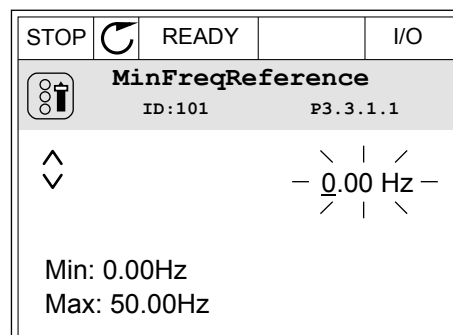 STOP READY I/O
MinFreqReference
ID:101 P3.3.1.1
0.00 Hz
Min: 0.00Hz
Max: 50.00Hz